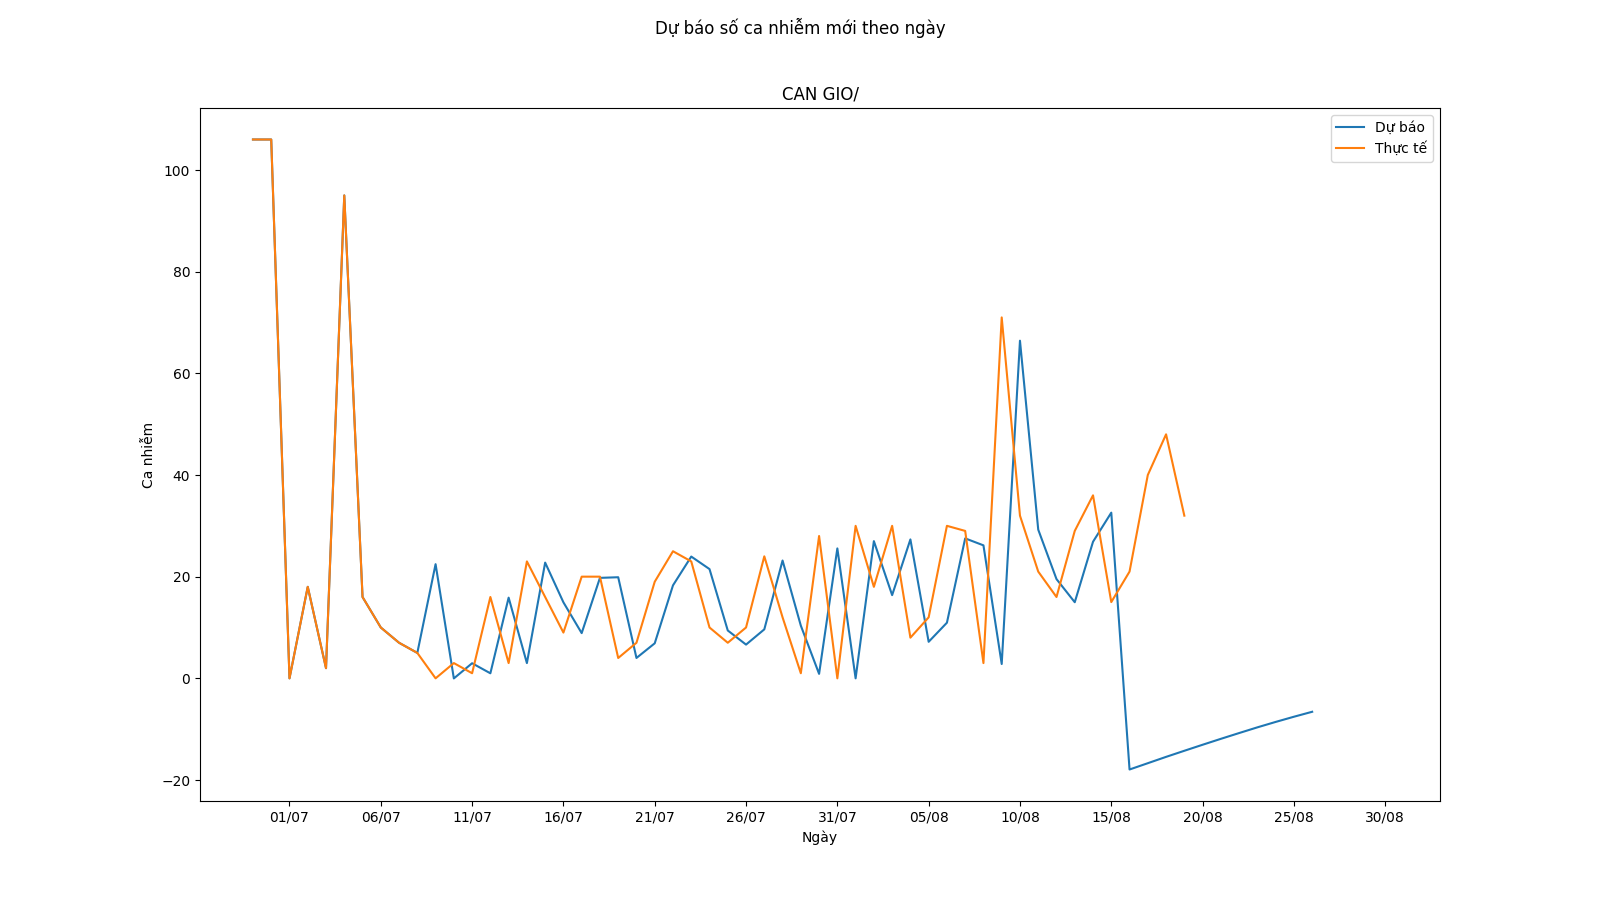 Dự báo số ca nhiễm mới theo ngày
CAN GIO/
Dự báo
Thực tế
100
80
60
40
20
0
−20
Ca nhiễm
01/07 06/07 11/07 16/07 21/07 26/07 31/07 05/08 10/08 15/08 20/08 25/08 30/08
Ngày